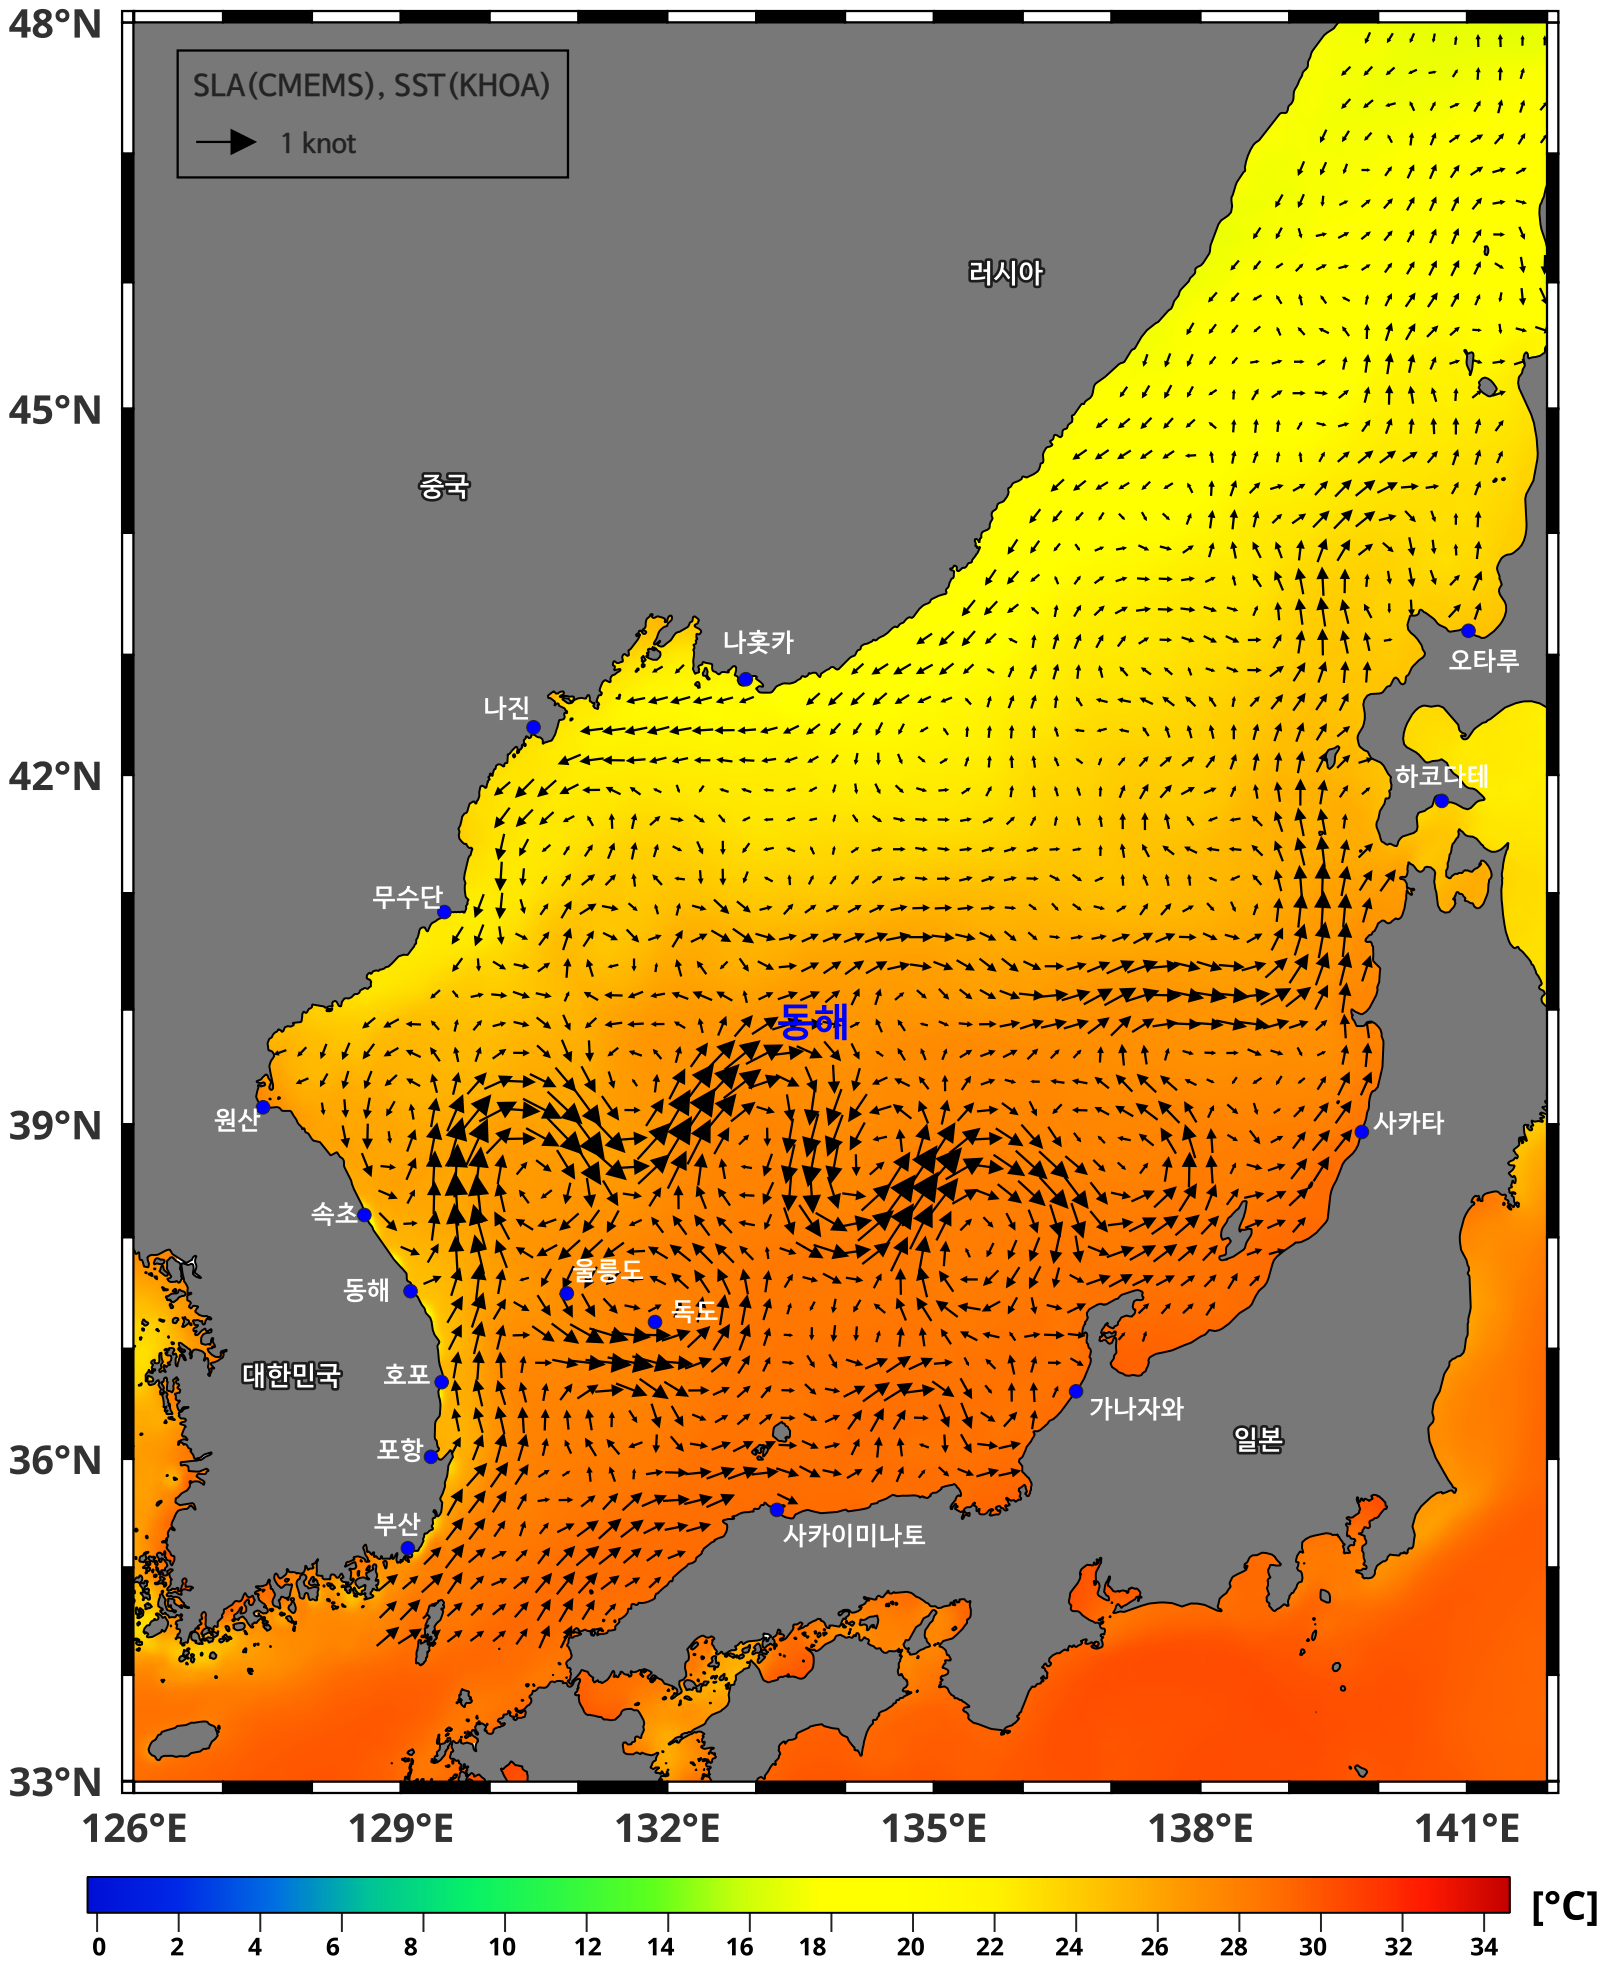 48°N
SLA(CMEMS), SST(KHOA)
1 knot
러시아
45°N
중국
나홋카
오타루
나진
42°N
하코다테
무수단
동해
39°N
원산
사카타
속초
울릉도
동해
독도
대한민국
호포
가나자와
일본
36°N
포항
부산
사카이미나토
33°N
126°E
129°E
132°E
135°E
138°E
141°E
[°C]
0 2 4 6 8 10 12 14 16 18 20 22 24 26 28 30 32 34